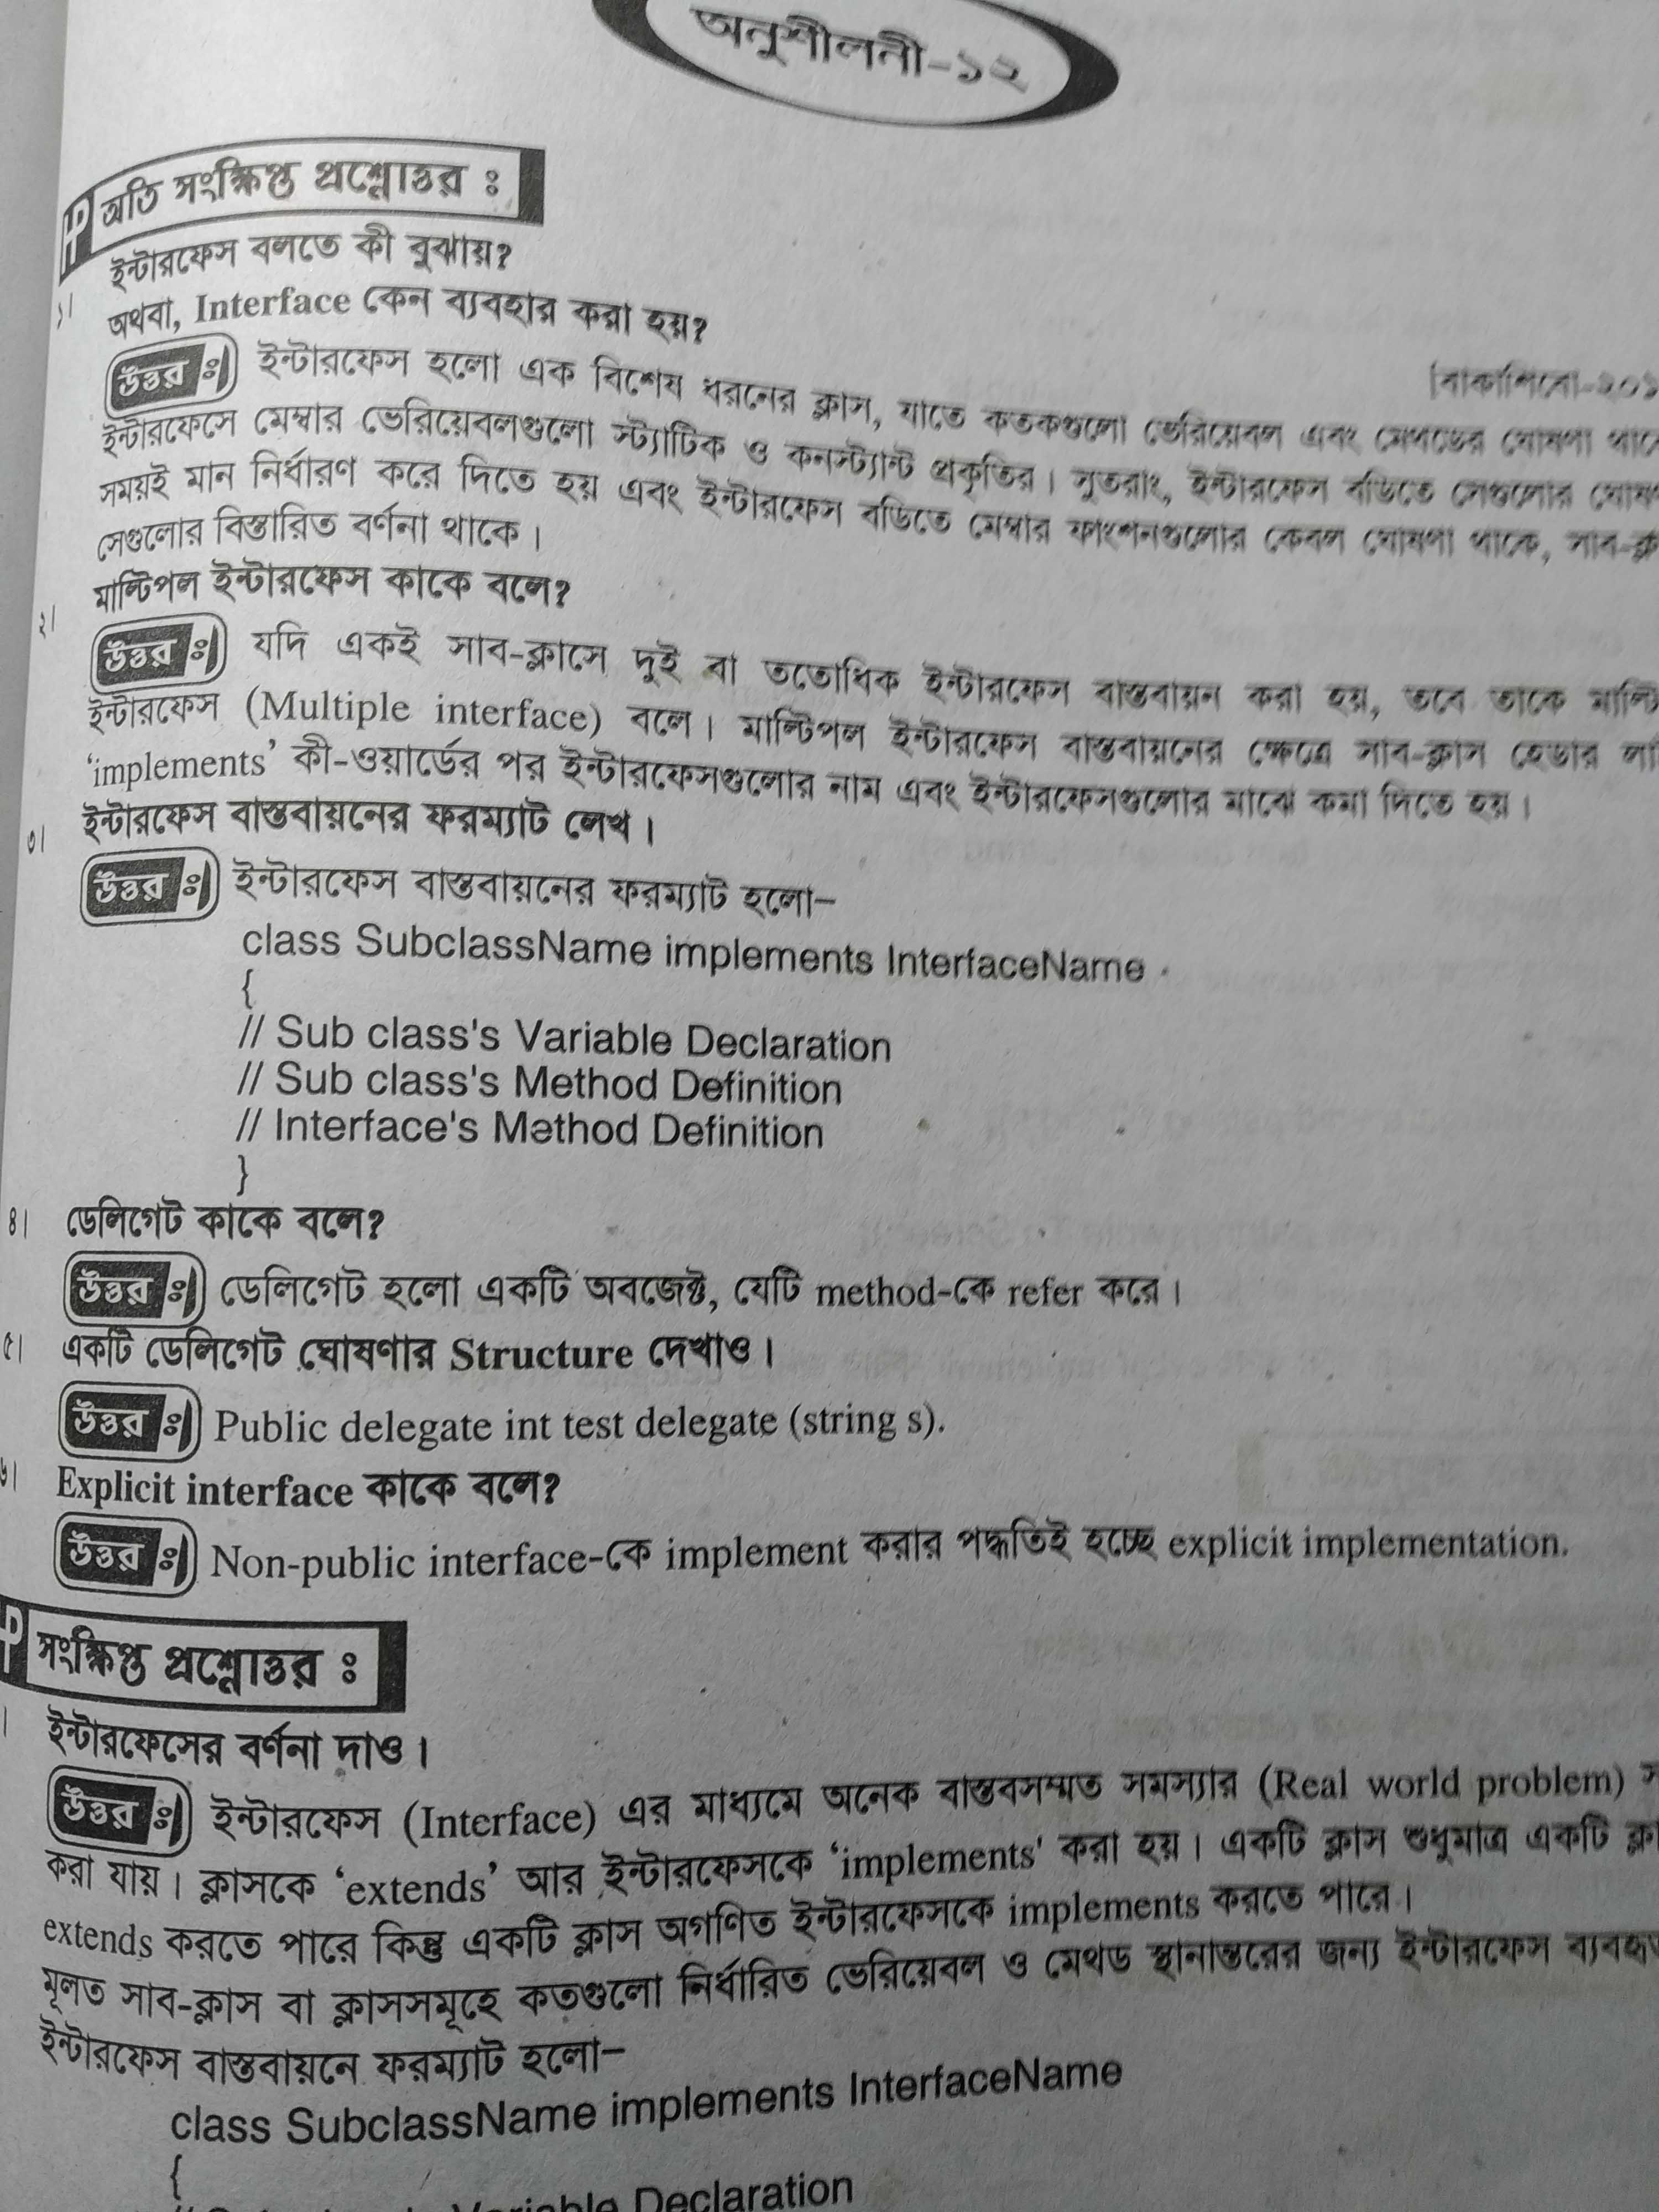 অনুশীলনী-১২
অতি সংক্ষিপ্ত প্রশ্নোত্তর ঃ
১। ইন্টারফেস বলতে কী বুঝায়?
অথবা, Interface কেন ব্যবহার করা হয়?
[বাকাশিবো-২০১
উত্তর ঃ ইন্টারফেস হলো এক বিশেষ ধরনের ক্লাস, যাতে কতকগুলো ভেরিয়েবল এবং মেথডের ঘোষণা থাকে
ইন্টারফেসে মেম্বার ভেরিয়েবলগুলো স্ট্যাটিক ও কনস্ট্যান্ট প্রকৃতির। সুতরাং, ইন্টারফেস বডিতে সেগুলোর
সময়ই মান নির্ধারণ করে দিতে হয় এবং ইন্টারফেস বডিতে মেম্বার ফাংশনগুলোর কেবল ঘোষণা থাকে, সাব-
সেগুলোর বিস্তারিত বর্ণনা থাকে।
২। মাল্টিপল ইন্টারফেস কাকে বলে?
উত্তর ঃ যদি একই সাব-ক্লাসে দুই বা ততোধিক ইন্টারফেস বাস্তবায়ন করা হয়, তবে তাকে মাল্টি
ইন্টারফেস (Multiple interface) বলে। মাল্টিপল ইন্টারফেস বাস্তবায়নের ক্ষেত্রে সাব-ক্লাস হেডার
‘implements’ কী-ওয়ার্ডের পর ইন্টারফেসগুলোর নাম এবং ইন্টারফেসগুলোর মাঝে কমা দিতে হয়।
৩। ইন্টারফেস বাস্তবায়নের ফরম্যাট লেখ।
উত্তর ঃ ইন্টারফেস বাস্তবায়নের ফরম্যাট হলো–
class SubclassName implements InterfaceName
{
// Sub class's Variable Declaration
// Sub class's Method Definition
// Interface's Method Definition
}
৪। ডেলিগেট কাকে বলে?
উত্তর ঃ ডেলিগেট হলো একটি অবজেক্ট, যেটি method-কে refer করে।
৫। একটি ডেলিগেট ঘোষণার Structure দেখাও।
উত্তর ঃ Public delegate int test delegate (string s).
৬। Explicit interface কাকে বলে?
উত্তর ঃ Non-public interface-কে implement করার পদ্ধতিই হচ্ছে explicit implementation.
সংক্ষিপ্ত প্রশ্নোত্তর ঃ
। ইন্টারফেসের বর্ণনা দাও।
উত্তর ঃ ইন্টারফেস (Interface) এর মাধ্যমে অনেক বাস্তবসম্মত সমস্যার (Real world problem)
করা যায়। ক্লাসকে ‘extends’ আর ইন্টারফেসকে ‘implements' করা হয়। একটি ক্লাস শুধুমাত্র একটি
extends করতে পারে কিন্তু একটি ক্লাস অগণিত ইন্টারফেসকে implements করতে পারে।
মূলত সাব-ক্লাস বা ক্লাসসমূহে কতগুলো নির্ধারিত ভেরিয়েবল ও মেথড স্থানান্তরের জন্য ইন্টারফেস
ইন্টারফেস বাস্তবায়নে ফরম্যাট হলো–
class SubclassName implements InterfaceName
{
Variable Declaration